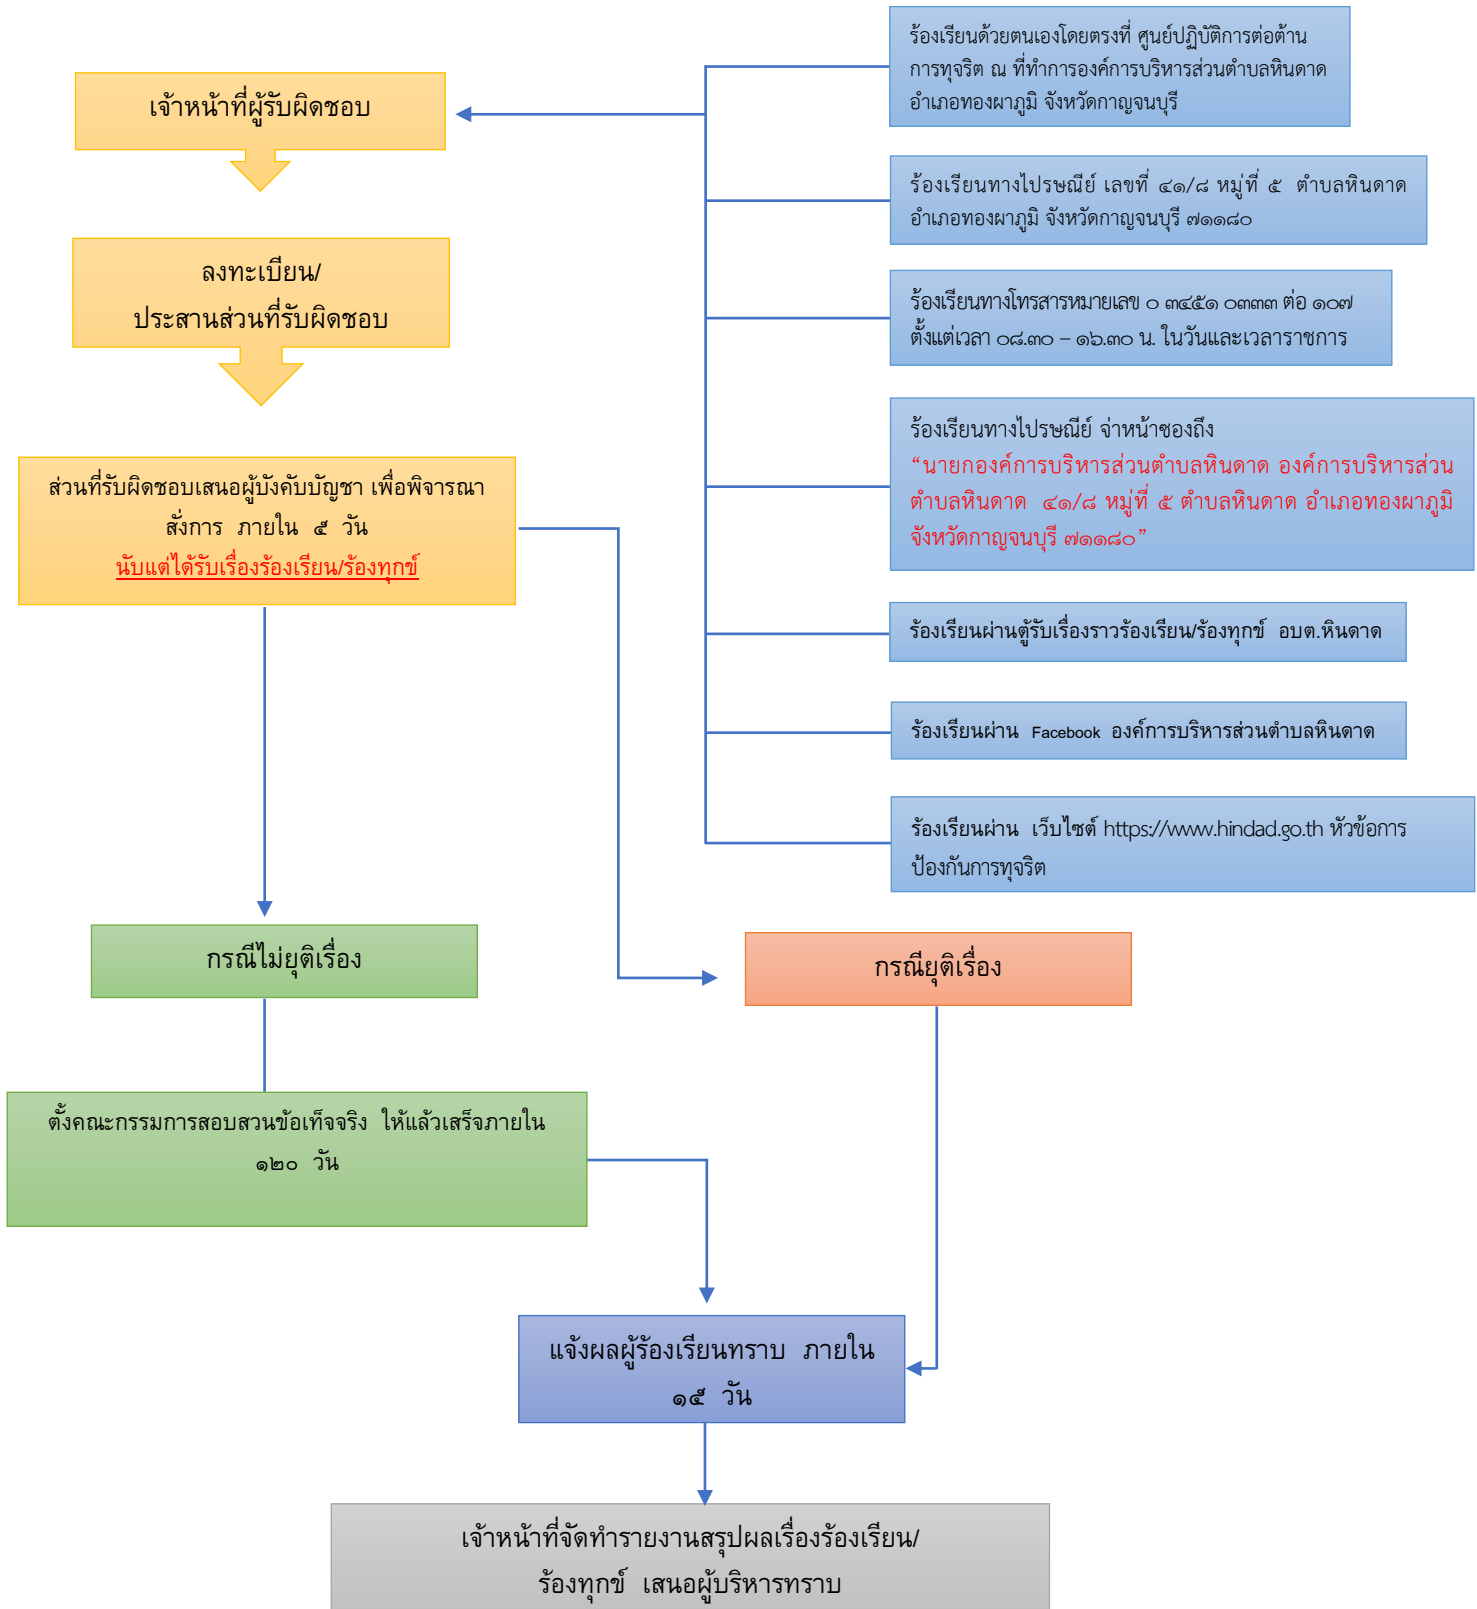 ร้องเรียนด้วยตนเองโดยตรงที่ ศูนย์ปฏิบัติการต่อต้าน
การทุจริต ณ ที่ทำการองค์การบริหารส่วนตำบลหินดาด
อำเภอทองผาภูมิ จังหวัดกาญจนบุรี
เจ้าหน้าที่ผู้รับผิดชอบ
ร้องเรียนทางไปรษณีย์ เลขที่ ๔๑/๘ หมู่ที่ ๕ ตำบลหินดาด
อำเภอทองผาภูมิ จังหวัดกาญจนบุรี ๗๑๑๘๐
ลงทะเบียน/
ประสานส่วนที่รับผิดชอบ
ร้องเรียนทางโทรสารหมายเลข ๐ ๓๔๕๑ ๐๓๓๓ ต่อ ๑๐๗
ตั้งแต่เวลา ๐๘.๓๐ – ๑๖.๓๐ น. ในวันและเวลาราชการ
ร้องเรียนทางไปรษณีย์ จ่าหน้าซองถึง
“นายกองค์การบริหารส่วนตำบลหินดาด องค์การบริหารส่วน
ตำบลหินดาด ๔๑/๘ หมู่ที่ ๕ ตำบลหินดาด อำเภอทองผาภูมิ
จังหวัดกาญจนบุรี ๗๑๑๘๐”
ส่วนที่รับผิดชอบเสนอผู้บังคับบัญชา เพื่อพิจารณา
สั่งการ ภายใน ๕ วัน
นับแต่ได้รับเรื่องร้องเรียน/ร้องทุกข์
ร้องเรียนผ่านตู้รับเรื่องราวร้องเรียน/ร้องทุกข์ อบต.หินดาด
ร้องเรียนผ่าน Facebook องค์การบริหารส่วนตำบลหินดาด
ร้องเรียนผ่าน เว็บไซต์ https://www.hindad.go.th หัวข้อการ
ป้องกันการทุจริต
กรณีไม่ยุติเรื่อง
กรณียุติเรื่อง
ตั้งคณะกรรมการสอบสวนข้อเท็จจริง ให้แล้วเสร็จภายใน
๑๒๐ วัน
แจ้งผลผู้ร้องเรียนทราบ ภายใน
๑๕ วัน
เจ้าหน้าที่จัดทำรายงานสรุปผลเรื่องร้องเรียน/
ร้องทุกข์ เสนอผู้บริหารทราบ